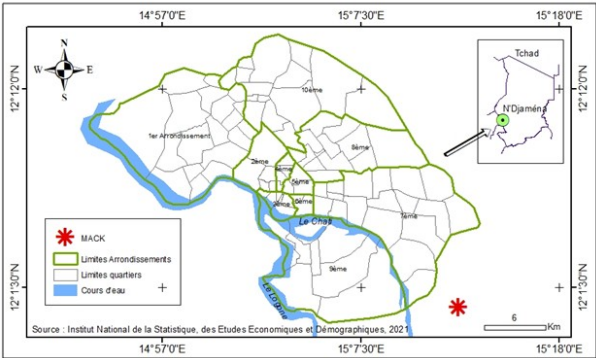 14°57'0"E 15°7'30"E 15°18'0"E
N
W E
S
Tchad
N'Djaména
12°12'0"N
12°12'0"N
10ème
1er Arrondissement
8ème
2ème
7ème
6ème
9ème
Le Chari
Le Logone
12°1'30"N
12°1'30"N
MACK
Limites Arrondissements
Limites quartiers
Cours d'eau
6
Km
Source : Institut National de la Statistique, des Etudes Economiques et Démographiques, 2021
14°57'0"E 15°7'30"E 15°18'0"E